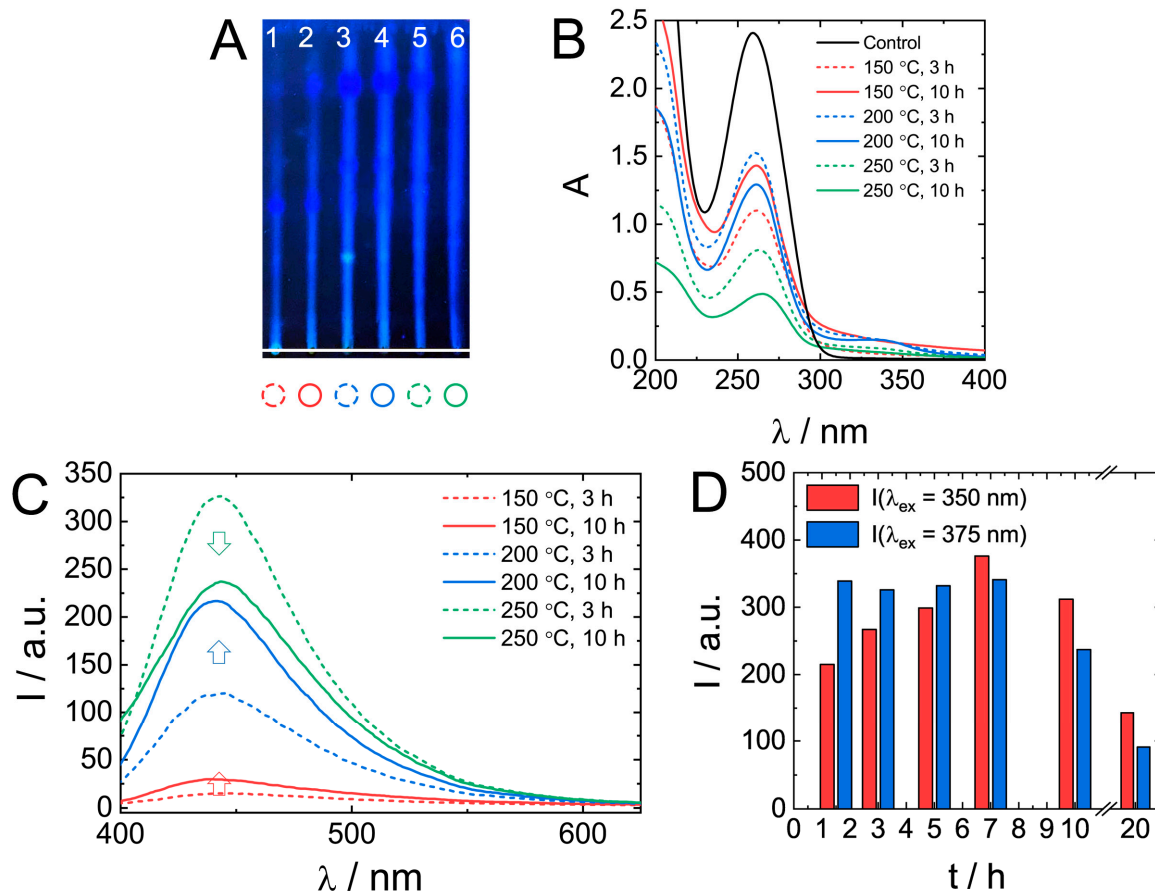 A
1 2 3 4 5 6
B
2.5
2.0
1.5
1.0
0.5
0.0
A
200 250 300 350 400
λ / nm
Control
150 °C, 3 h
150 °C, 10 h
200 °C, 3 h
200 °C, 10 h
250 °C, 3 h
250 °C, 10 h
C
350
300
250
200
150
100
50
0
I / a.u.
400 500 600
λ / nm
150 °C, 3 h
150 °C, 10 h
200 °C, 3 h
200 °C, 10 h
250 °C, 3 h
250 °C, 10 h
D
500
400
300
200
100
0
I / a.u.
I(λex = 350 nm)
I(λex = 375 nm)
0 1 2 3 4 5 6 7 8 9 10 20
t / h